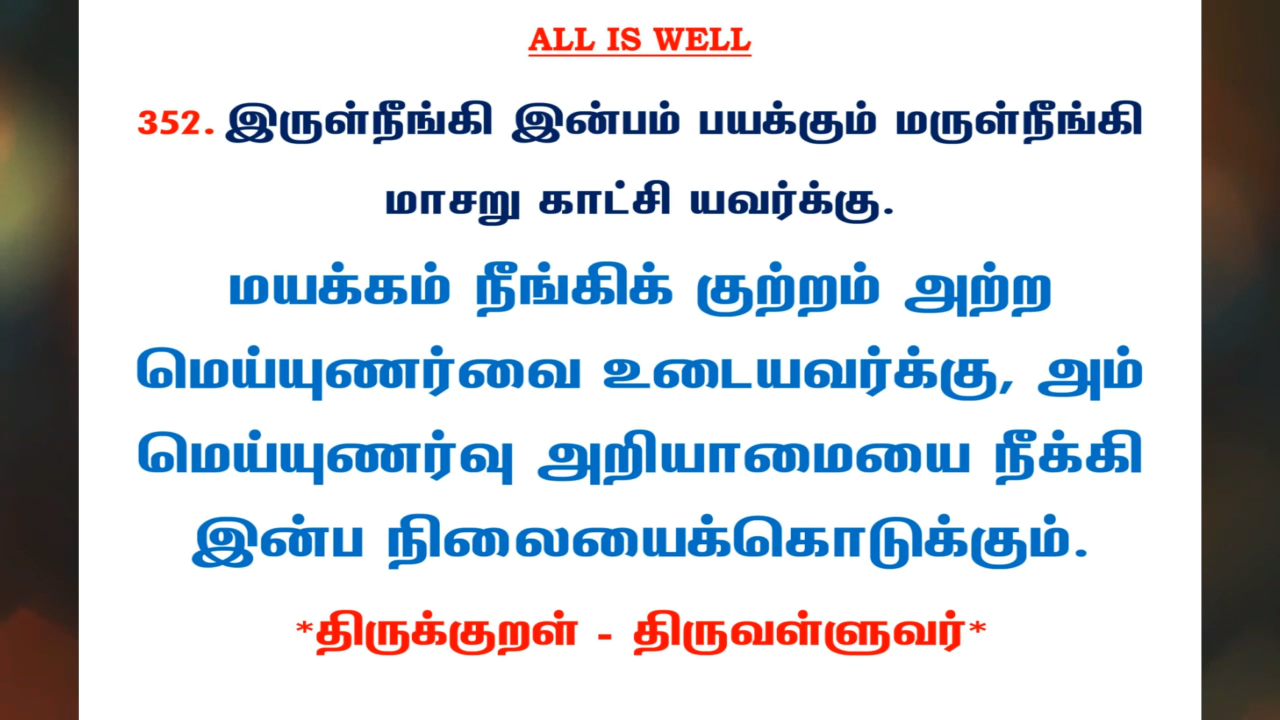 ALL IS WELL
352. இருள்நீங்கி இன்பம் பயக்கும் மருள்நீங்கி
மாசறு காட்சி யவர்க்கு.
மயக்கம் நீங்கிக் குற்றம் அற்ற
மெய்யுணர்வை உடையவர்க்கு, அம்
மெய்யுணர்வு அறியாமையை நீக்கி
இன்ப நிலையைக்கொடுக்கும்.
*திருக்குறள் - திருவள்ளுவர்*